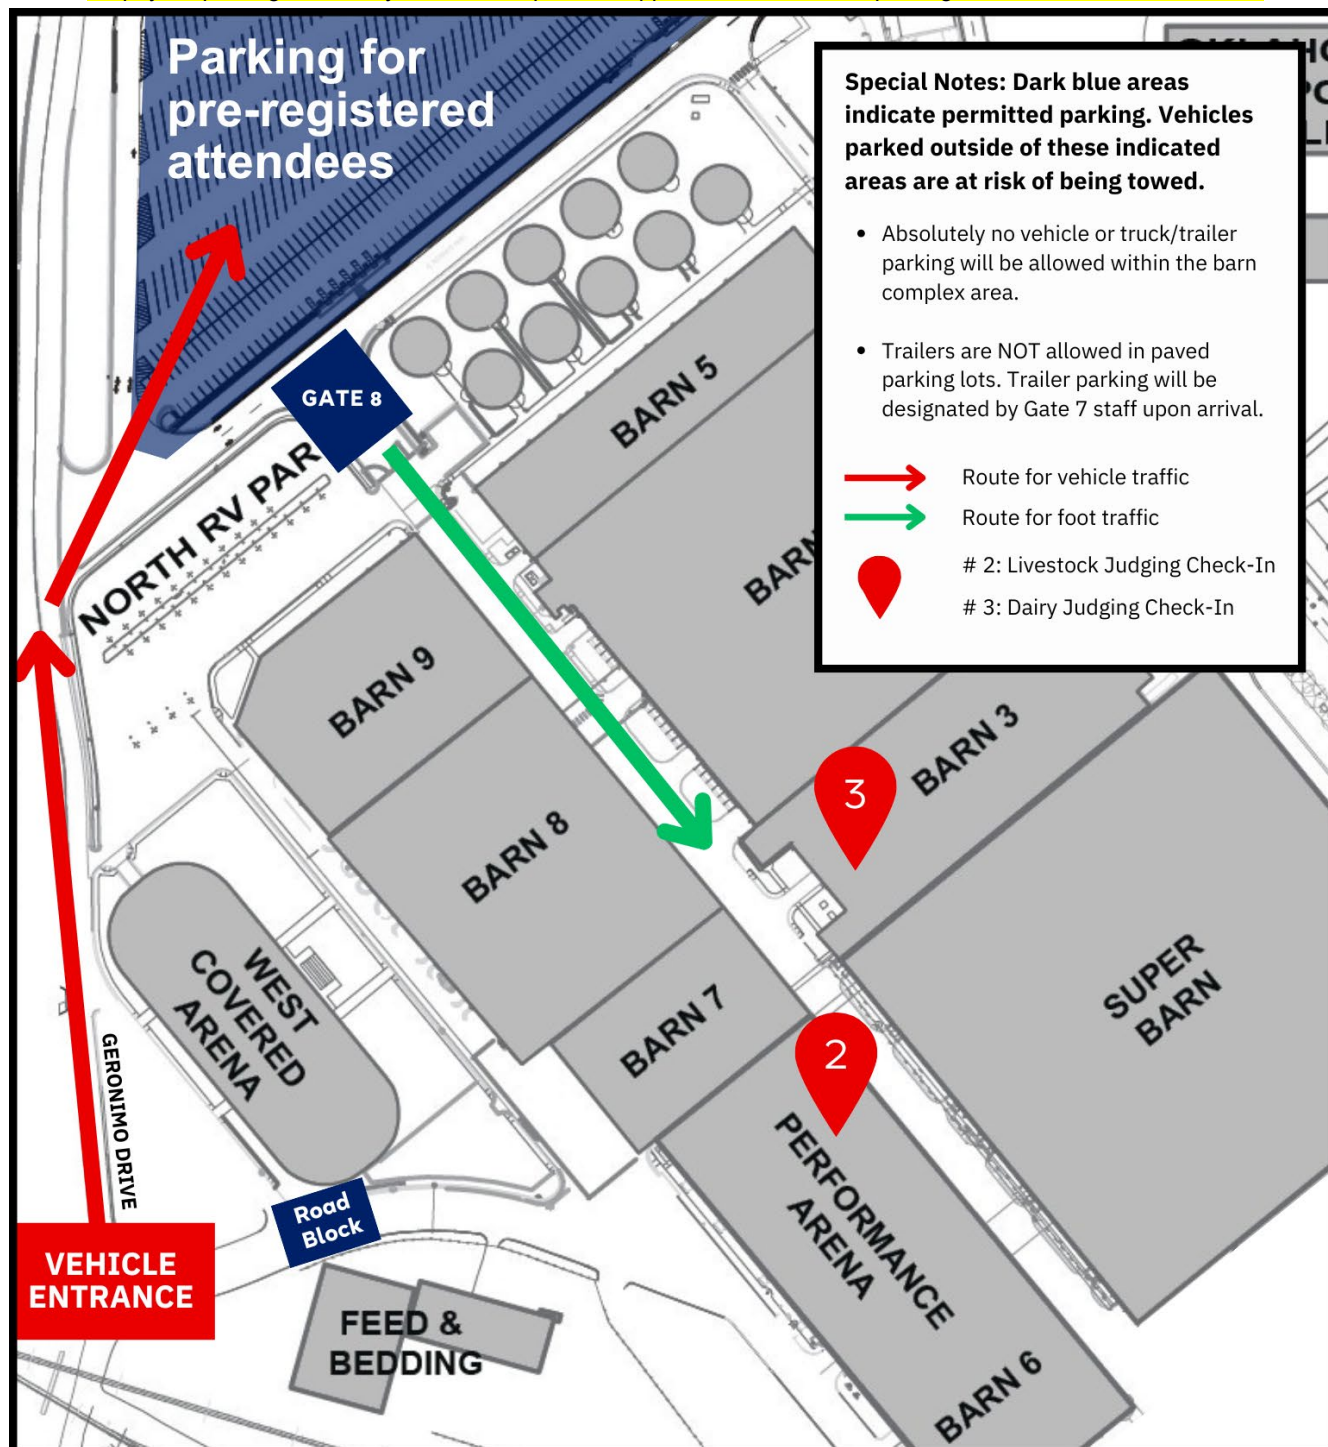 Parking for
pre-registered
attendees
Special Notes: Dark blue areas
indicate permitted parking. Vehicles
parked outside of these indicated
areas are at risk of being towed.
• Absolutely no vehicle or truck/trailer
parking will be allowed within the barn
complex area.
• Trailers are NOT allowed in paved
parking lots. Trailer parking will be
designated by Gate 7 staff upon arrival.
Route for vehicle traffic
Route for foot traffic
# 2: Livestock Judging Check-In
# 3: Dairy Judging Check-In
GATE 8
NORTH RV PAR
BARN 5
BARN
BARN 9
BARN 3
3
BARN 8
WEST
COVERED
ARENA
SUPER
BARN
BARN 7
2
GERONIMO DRIVE
PERFORMANCE
ARENA
Road
Block
VEHICLE
ENTRANCE
FEED &
BEDDING
BARN 6